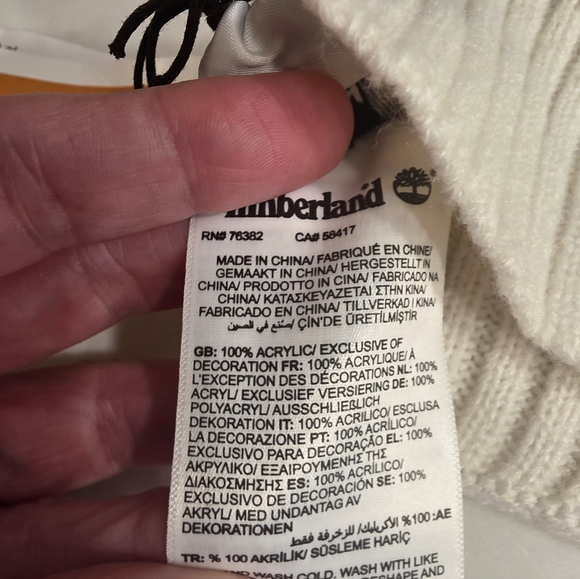 Timberland
RN# 76382 CA# 58417
MADE IN CHINA/ FABRIQUÉ EN CHINE/
GEMAAKT IN CHINA/ HERGESTELLT IN
CHINA/ PRODOTTO IN CINA/ FABRICADO NA
CHINA/ ΚΑΤΑΣΚΕΥΑΖΕΤΑΙ ΣΤΗΝ ΚΙΝΑ/
FABRICADO EN CHINA/ TILLVERKAD I KINA/
صُنع في الصين/ ÇİN'DE ÜRETİLMİŞTİR
GB: 100% ACRYLIC/ EXCLUSIVE OF
DECORATION FR: 100% ACRYLIQUE/ À
L'EXCEPTION DES DÉCORATIONS NL: 100%
ACRYL/ EXCLUSIEF VERSIERING DE: 100%
POLYACRYL/ AUSSCHLIEßLICH
DEKORATION IT: 100% ACRILICO/ ESCLUSA
LA DECORAZIONE PT: 100% ACRÍLICO/
EXCLUSIVO PARA DECORAÇÃO EL: 100%
ΑΚΡΥΛΙΚΟ/ ΕΞΑΙΡΟΥΜΕΝΗΣ ΤΗΣ
ΔΙΑΚΟΣΜΗΣΗΣ ES: 100% ACRÍLICO/
EXCLUSIVO DE DECORACIÓN SE: 100%
AKRYL/ MED UNDANTAG AV
DEKORATIONEN AE: 100% الأكريليك/ للزخرفة فقط
TR: % 100 AKRİLİK/ SÜSLEME HARİÇ
WASH COLD, WASH WITH LIKE
RESHAPE AND